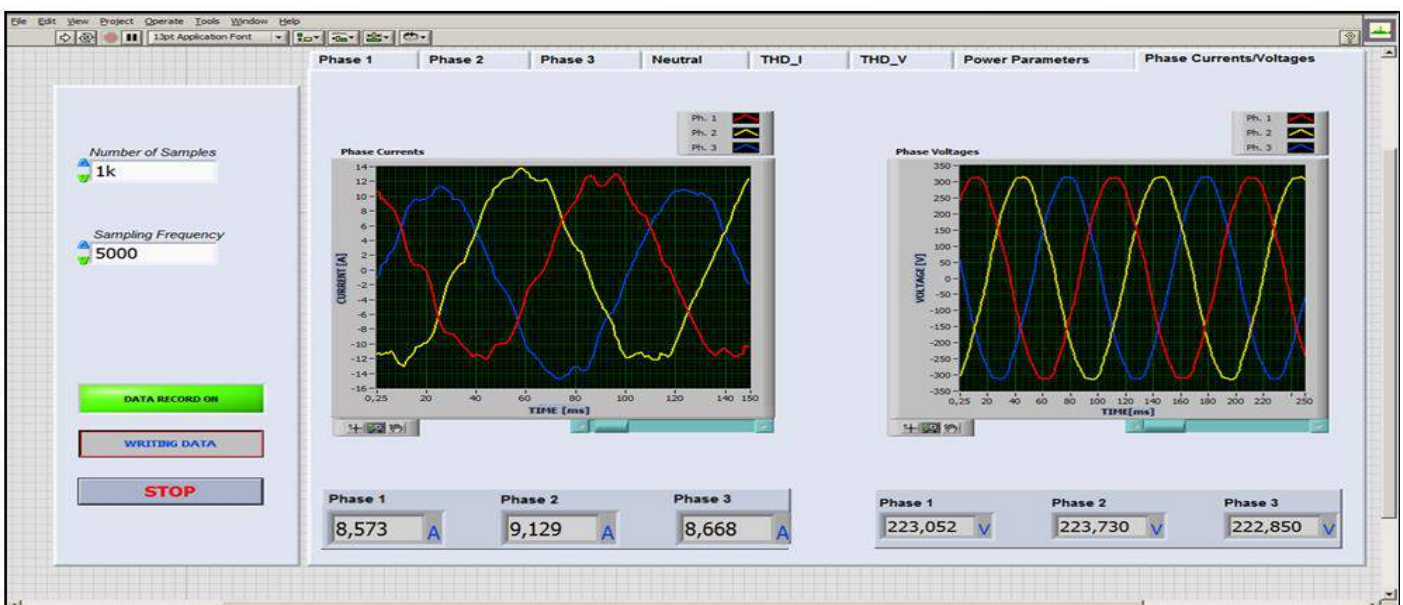 File Edit View Project Operate Tools Window Help
13pt Application Font
Phase 1 Phase 2 Phase 3 Neutral THD_I THD_V Power Parameters Phase Currents/Voltages
Number of Samples
1k
Sampling Frequency
5000
DATA RECORD ON
WRITING DATA
STOP
Ph. 1
Ph. 2
Ph. 3
Phase Currents
14
12
10
8
6
4
2
0
-2
-4
-6
-8
-10
-12
-14
-16
CURRENT [A]
0,25 20 40 60 80 100 120 140 150
TIME [ms]
Ph. 1
Ph. 2
Ph. 3
Phase Voltages
350
300
250
200
150
100
50
0
-50
-100
-150
-200
-250
-300
-350
VOLTAGE [V]
0,25 20 40 60 80 100 120 140 160 180 200 220 250
TIME[ms]
Phase 1 Phase 2 Phase 3
8,573 A 9,129 A 8,668 A
Phase 1 Phase 2 Phase 3
223,052 V 223,730 V 222,850 V